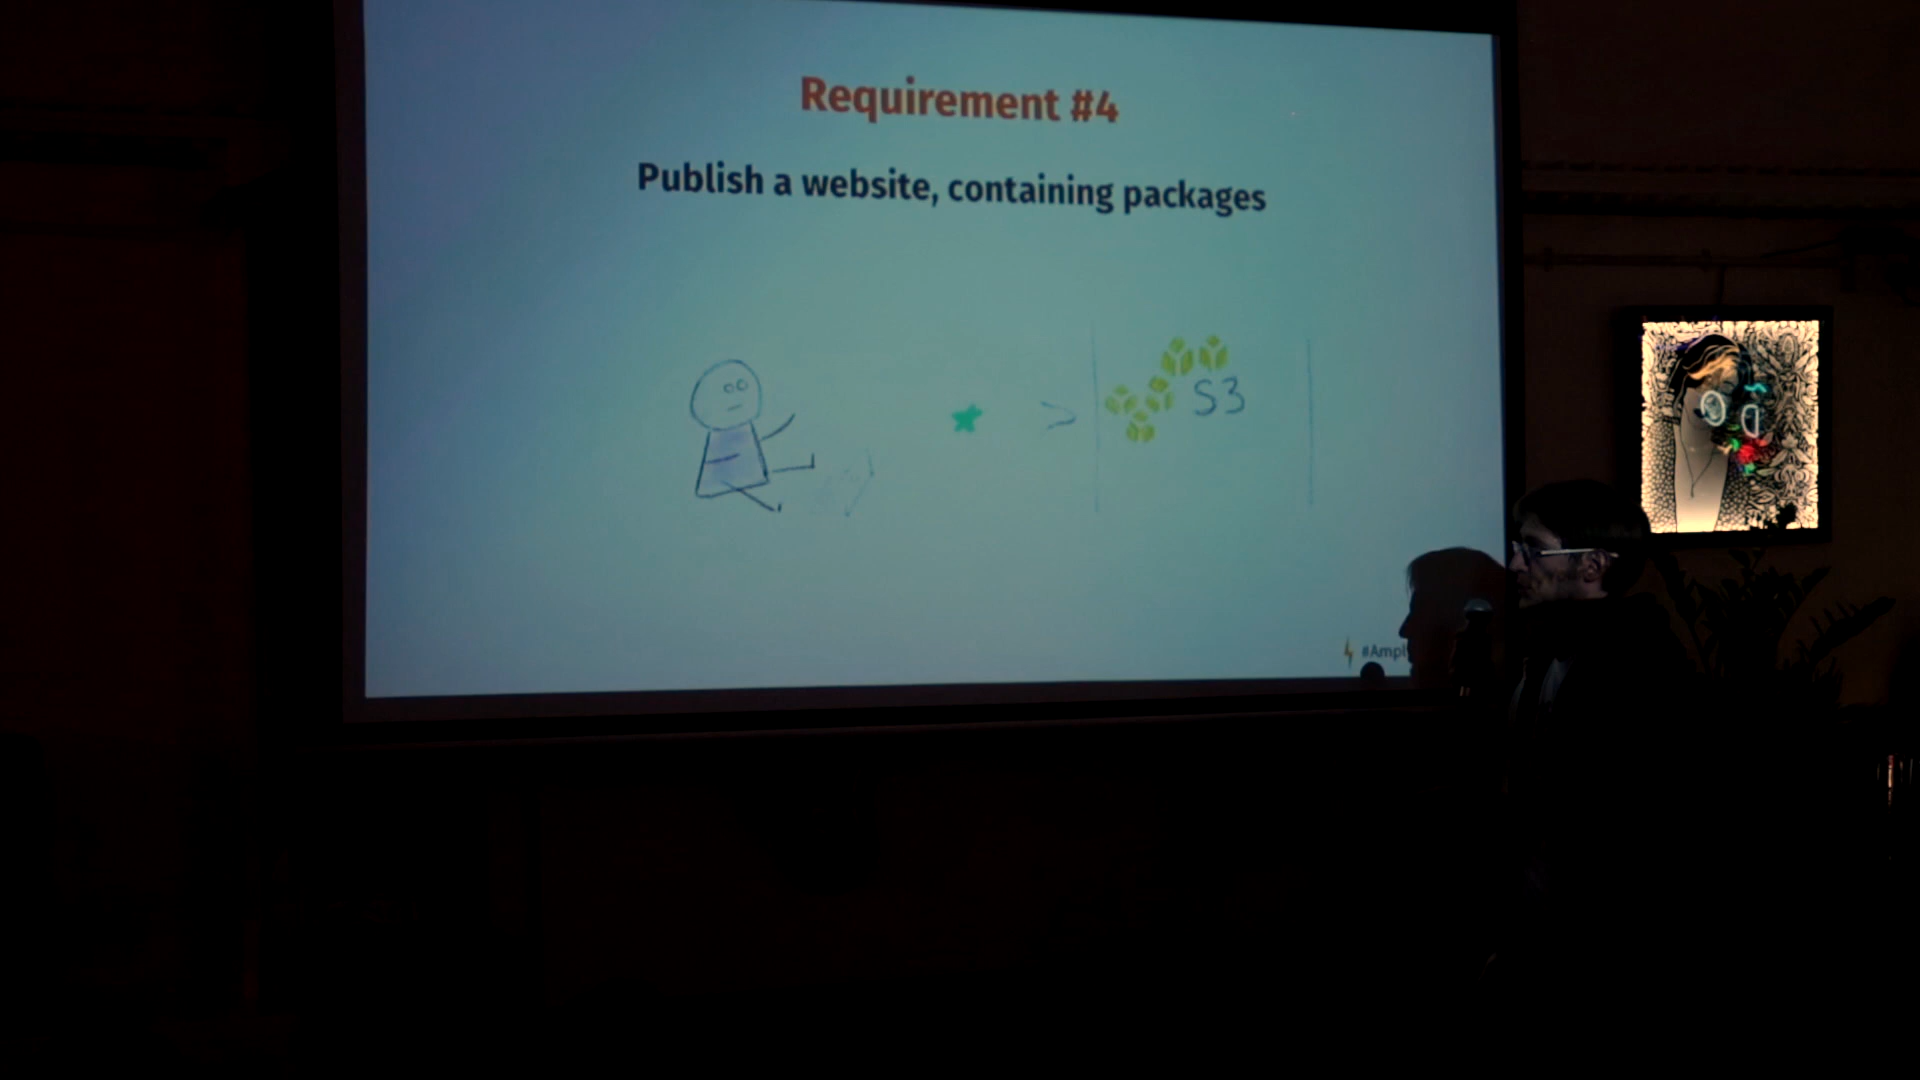 Requirement #4
Publish a website, containing packages
S3